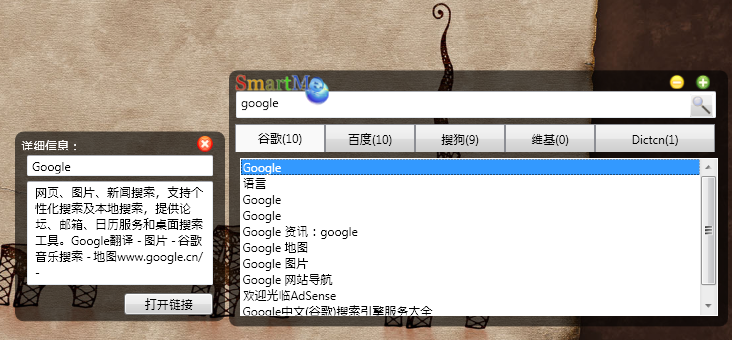 SmartMe
google
谷歌(10) 百度(10) 搜狗(9) 维基(0) Dictcn(1)
Google
语言
Google
Google
Google 资讯：google
Google 地图
Google 图片
Google 网站导航
欢迎光临AdSense
Google中文(谷歌)搜索引擎服务大全
详细信息：
Google
网页、图片、新闻搜索，支持个
性化搜索及本地搜索，提供论
坛、邮箱、日历服务和桌面搜索
工具。Google翻译 - 图片 - 谷歌
音乐搜索 - 地图www.google.cn/
-
打开链接